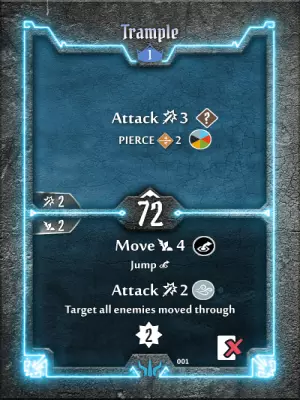 Trample
1
Attack 3 ?
PIERCE 2
2
72
2
Move 4
Jump
Attack 2
Target all enemies moved through
2
001